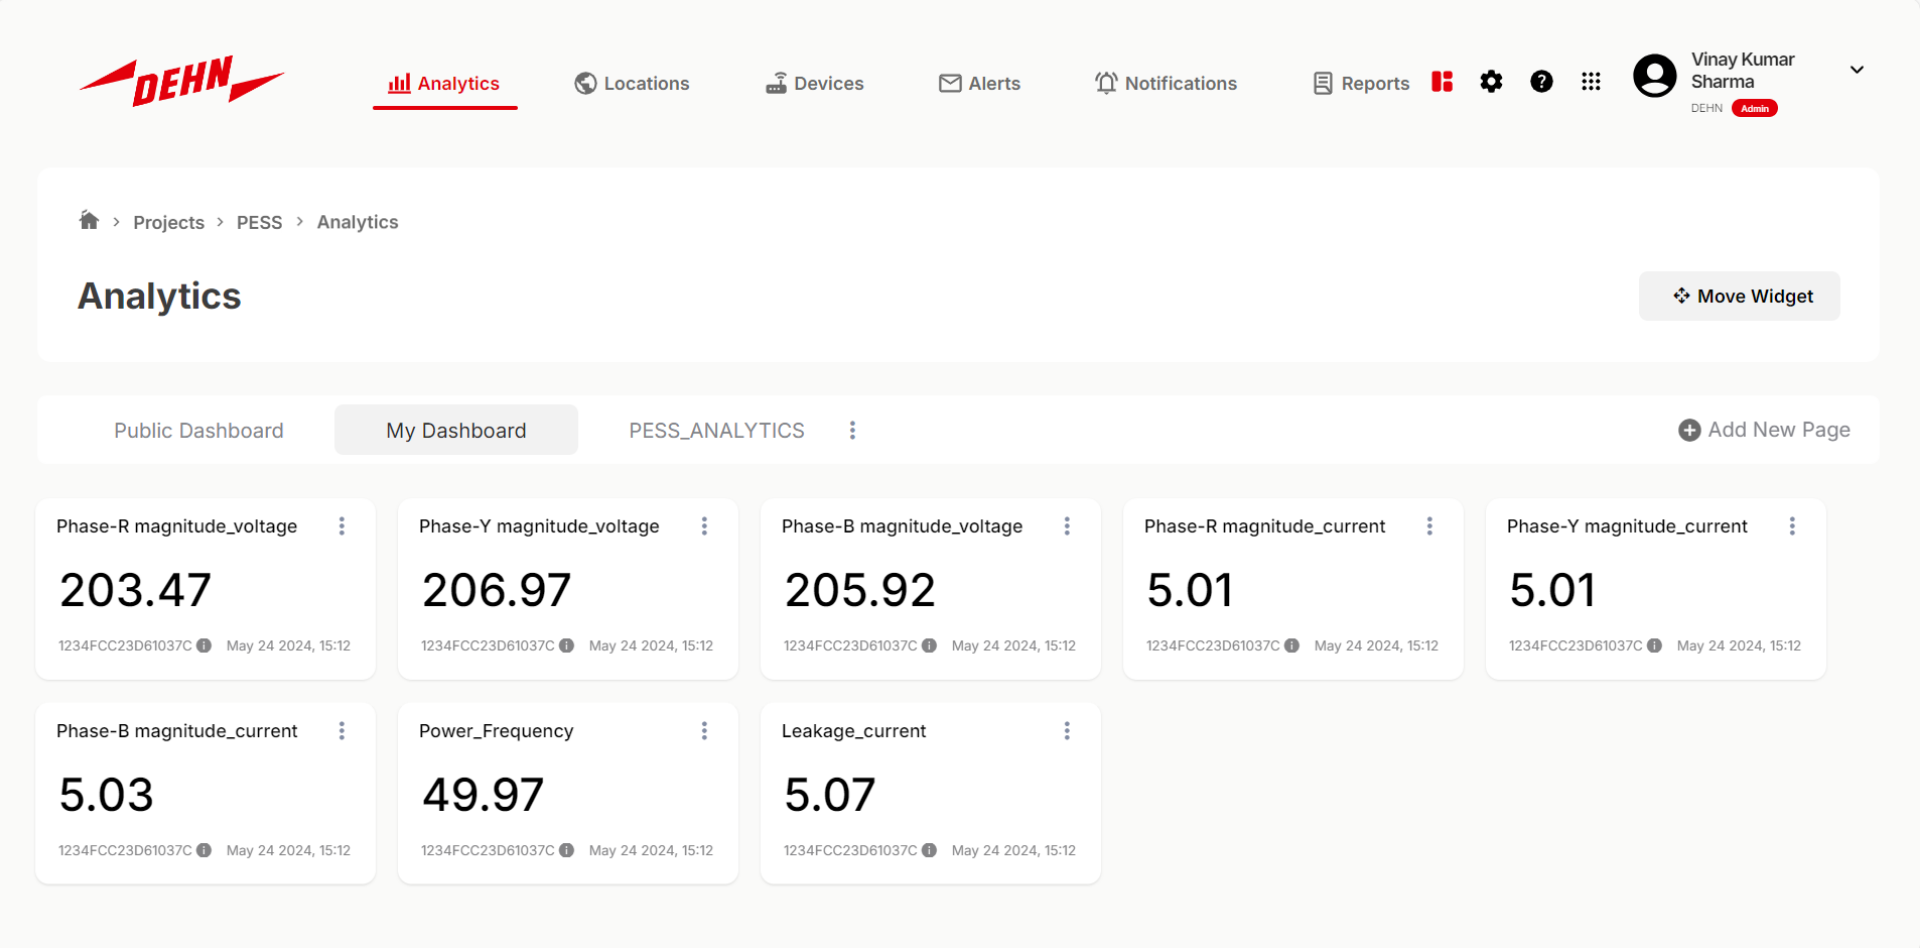 DEHN
Analytics
Locations
Devices
Alerts
Notifications
Reports
Vinay Kumar
Sharma
DEHN Admin
Projects > PESS > Analytics
Analytics
Move Widget
Public Dashboard
My Dashboard
PESS_ANALYTICS
Add New Page
Phase-R magnitude_voltage
203.47
1234FCC23D61037C May 24 2024, 15:12
Phase-Y magnitude_voltage
206.97
1234FCC23D61037C May 24 2024, 15:12
Phase-B magnitude_voltage
205.92
1234FCC23D61037C May 24 2024, 15:12
Phase-R magnitude_current
5.01
1234FCC23D61037C May 24 2024, 15:12
Phase-Y magnitude_current
5.01
1234FCC23D61037C May 24 2024, 15:12
Phase-B magnitude_current
5.03
1234FCC23D61037C May 24 2024, 15:12
Power_Frequency
49.97
1234FCC23D61037C May 24 2024, 15:12
Leakage_current
5.07
1234FCC23D61037C May 24 2024, 15:12